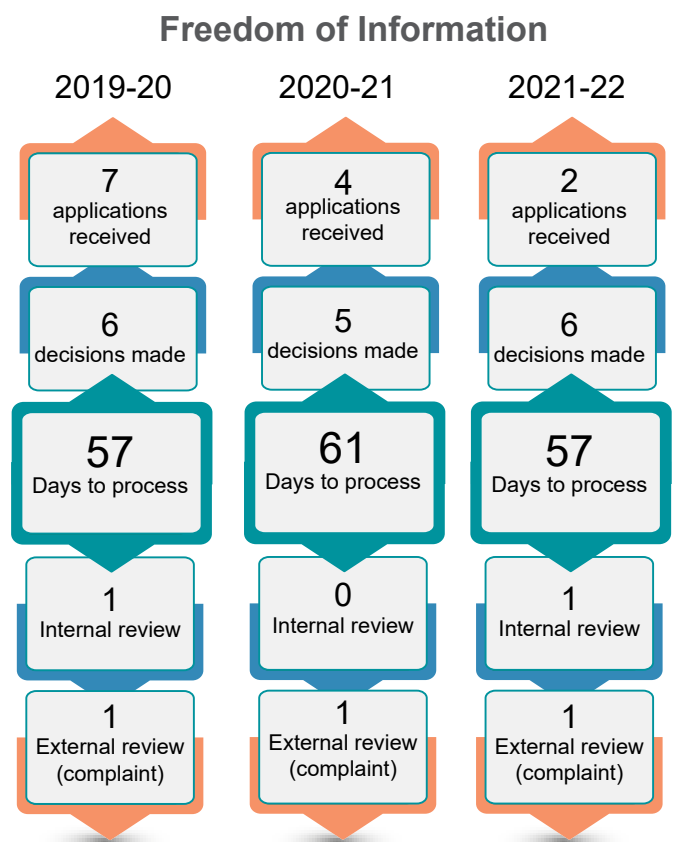 Freedom of Information
2019-20
2020-21
2021-22
7
applications
received
4
applications
received
2
applications
received
6
decisions made
5
decisions made
6
decisions made
57
Days to process
61
Days to process
57
Days to process
1
Internal review
0
Internal review
1
Internal review
1
External review
(complaint)
1
External review
(complaint)
1
External review
(complaint)